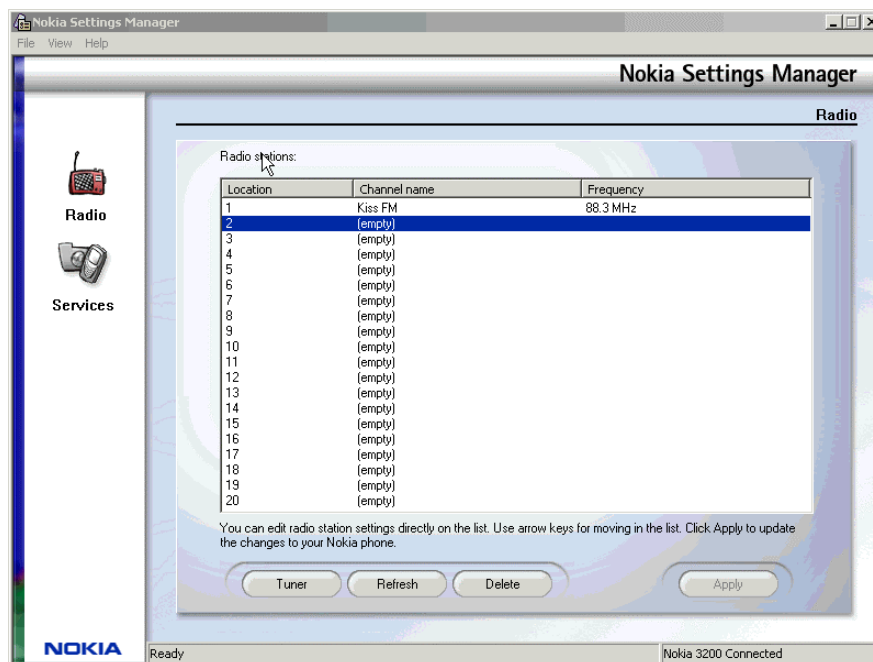 Nokia Settings Manager
File View Help
Nokia Settings Manager
Radio
Radio
Services
Radio stations:
Location Channel name Frequency
1 Kiss FM 88.3 MHz
2 (empty)
3 (empty)
4 (empty)
5 (empty)
6 (empty)
7 (empty)
8 (empty)
9 (empty)
10 (empty)
11 (empty)
12 (empty)
13 (empty)
14 (empty)
15 (empty)
16 (empty)
17 (empty)
18 (empty)
19 (empty)
20 (empty)
You can edit radio station settings directly on the list. Use arrow keys for moving in the list. Click Apply to update
the changes to your Nokia phone.
Tuner Refresh Delete Apply
NOKIA
Ready Nokia 3200 Connected